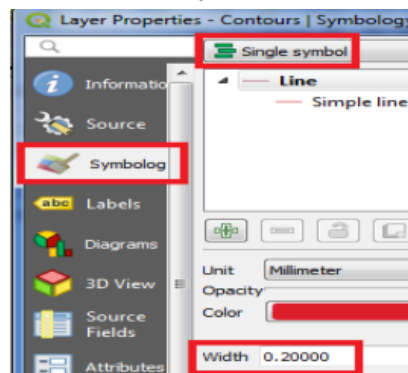 Layer Properties - Contours | Symbology
Single symbol
Informatio
Line
Simple line
Source
Symbolog
abc Labels
Diagrams
3D View
Unit Millimeter
Opacity
Source
Fields
Color
Width 0.20000
Attributes